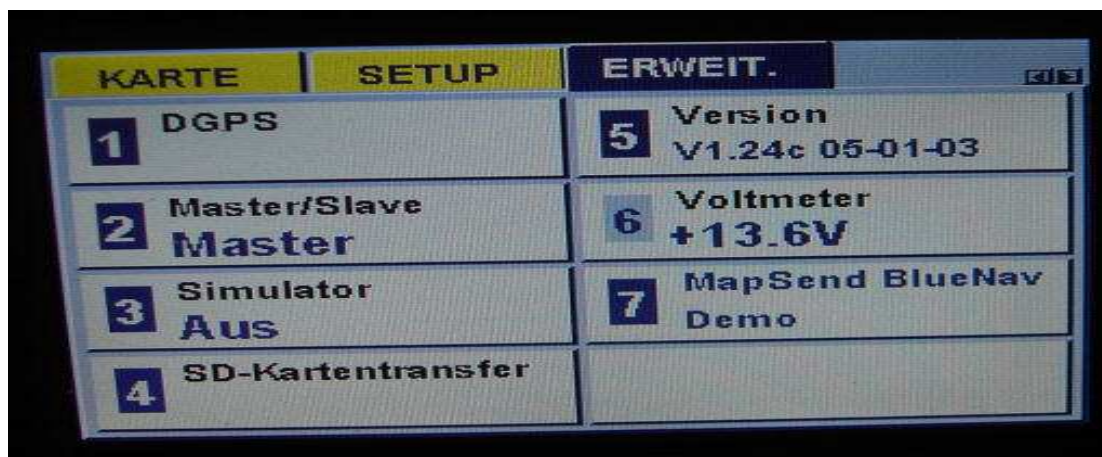 KARTE SETUP ERWEIT.
1 DGPS
2 Master/Slave
Master
3 Simulator
Aus
4 SD-Kartentransfer
5 Version
V1.24c 05-01-03
6 Voltmeter
+13.6V
7 MapSend BlueNav
Demo